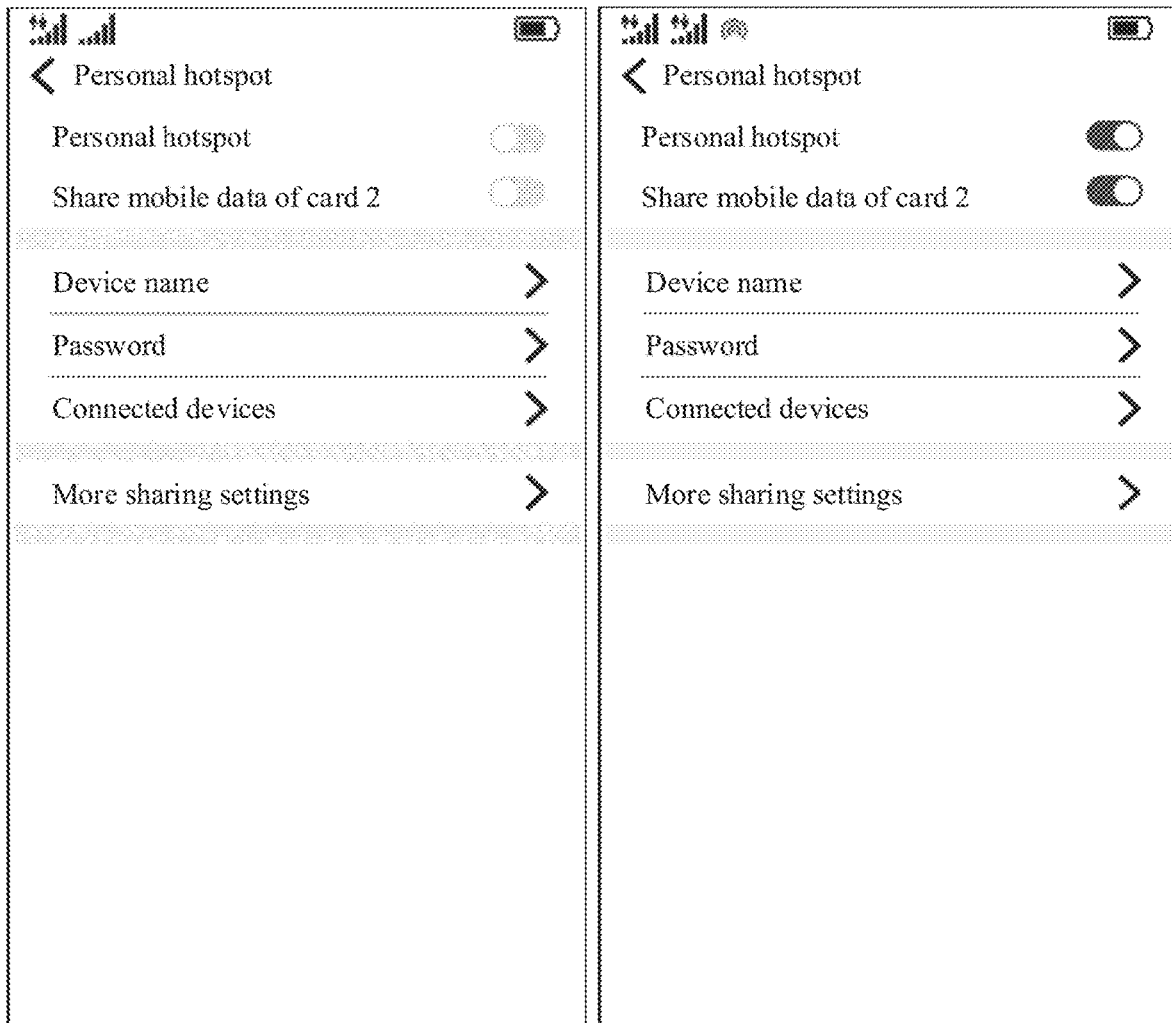 Personal hotspot
Personal hotspot
Share mobile data of card 2
Device name
Password
Connected devices
More sharing settings
Personal hotspot
Personal hotspot
Share mobile data of card 2
Device name
Password
Connected devices
More sharing settings